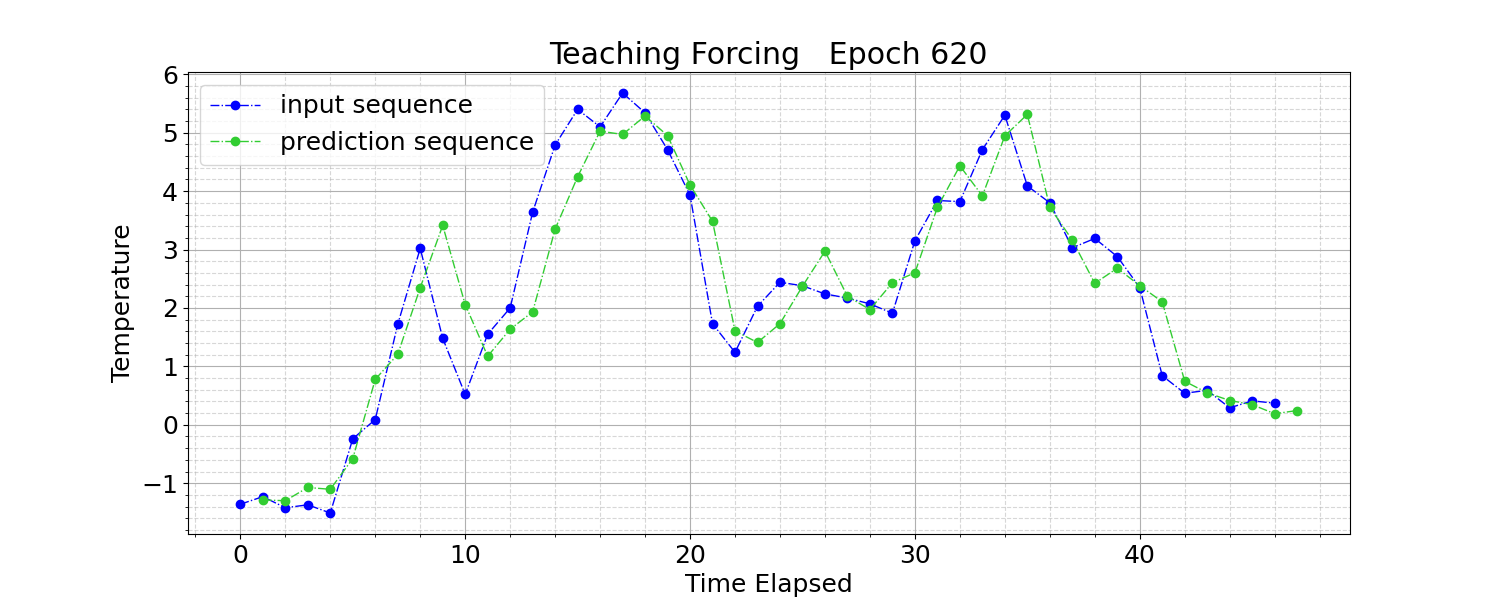 Teaching Forcing   Epoch 620
6
5
4
3
2
1
0
−1
input sequence
prediction sequence
Temperature
0 10 20 30 40
Time Elapsed